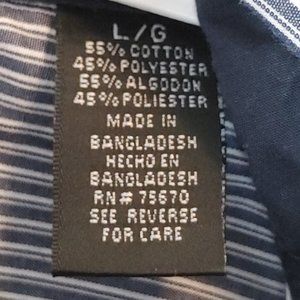 L/G
55% COTTON
45% POLYESTER
55% ALGODON
45% POLIESTER
MADE IN
BANGLADESH
HECHO EN
BANGLADESH
RN# 75670
SEE REVERSE
FOR CARE